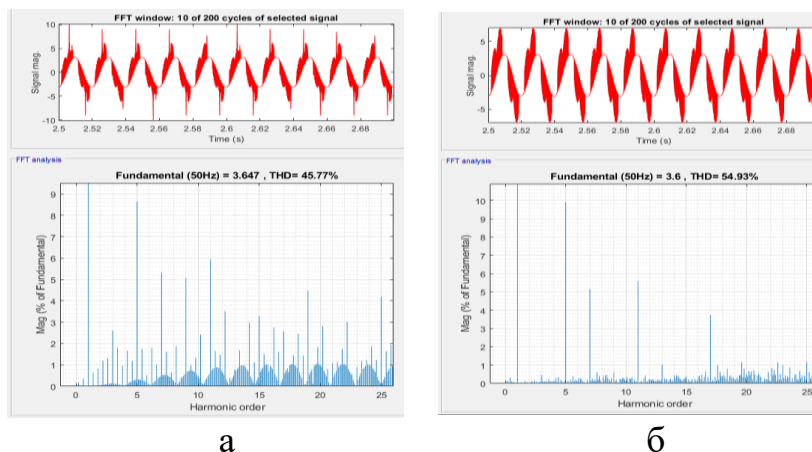 FFT window: 10 of 200 cycles of selected signal
10
5
0
-5
-10
Signal mag.
2.5 2.52 2.54 2.56 2.58 2.6 2.62 2.64 2.66 2.68
Time (s)
FFT analysis
Fundamental (50Hz) = 3.647 , THD= 45.77%
9
8
7
6
5
4
3
2
1
0
Mag (% of Fundamental)
0 5 10 15 20 25
Harmonic order
а
FFT window: 10 of 200 cycles of selected signal
5
0
-5
Signal mag.
2.5 2.52 2.54 2.56 2.58 2.6 2.62 2.64 2.66 2.68
Time (s)
FFT analysis
Fundamental (50Hz) = 3.6 , THD= 54.93%
10
9
8
7
6
5
4
3
2
1
0
Mag (% of Fundamental)
0 5 10 15 20 25
Harmonic order
б